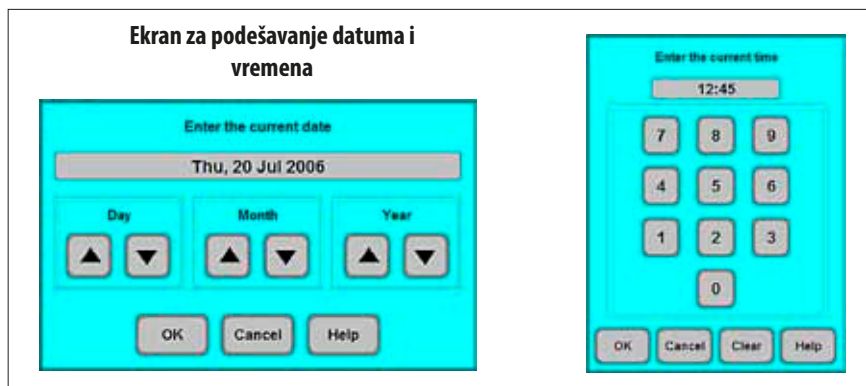 Ekran za podešavanje datuma i
vremena
Enter the current date
Thu, 20 Jul 2006
Day Month Year
OK Cancel Help
Enter the current time
12:45
7 8 9
4 5 6
1 2 3
0
OK Cancel Clear Help